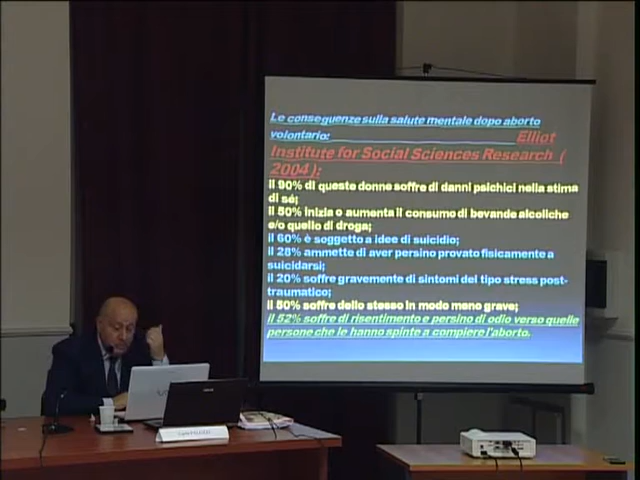 Le conseguenze sulla salute mentale dopo aborto
volontario: Elliot
Institute for Social Sciences Research (
2004):
il 90% di queste donne soffre di danni psichici nella stima
di sé;
il 50% inizia o aumenta il consumo di bevande alcoliche
e/o quello di droga;
il 60% è soggetto a idee di suicidio;
il 28% ammette di aver persino provato fisicamente a
suicidarsi;
il 20% soffre gravemente di sintomi del tipo stress post-
traumatico;
il 50% soffre dello stesso in modo meno grave;
il 52% soffre di risentimento e persino di odio verso quelle
persone che le hanno spinte a compiere l'aborto.